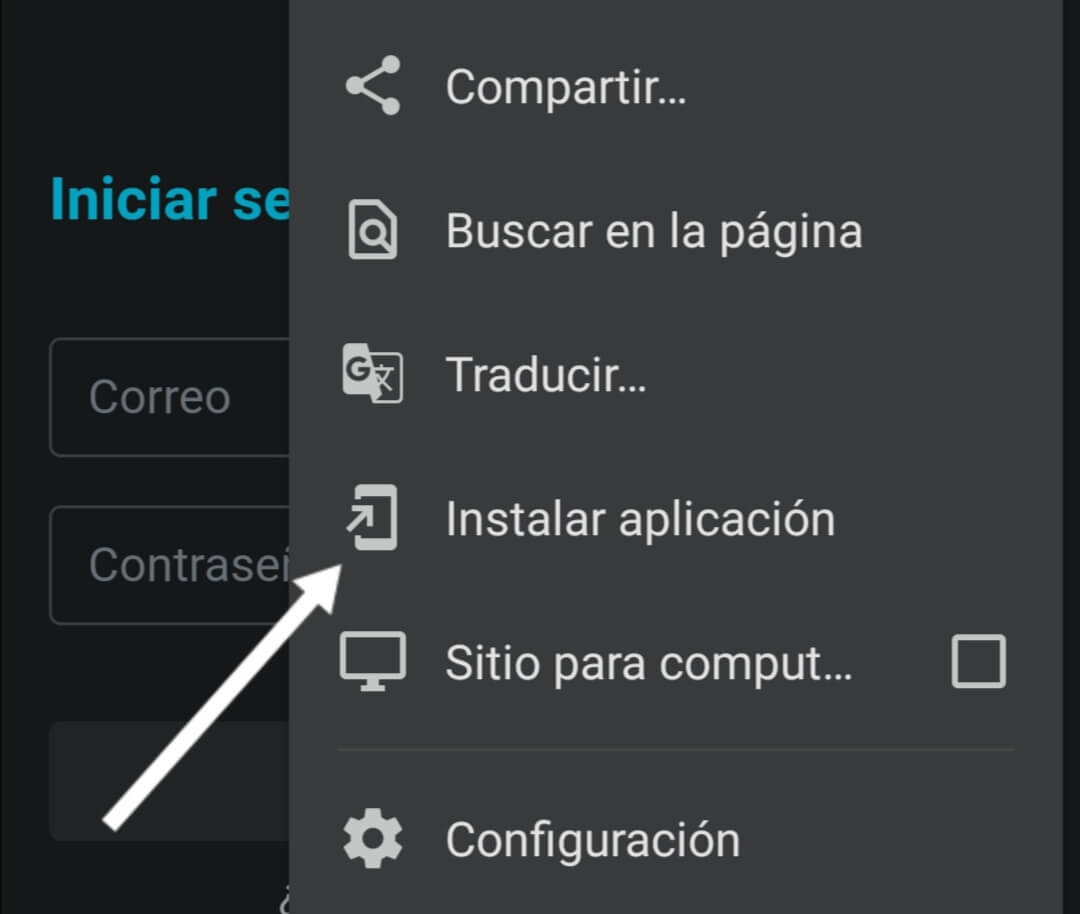 Compartir...
Iniciar se
Buscar en la página
Correo
Traducir...
Instalar aplicación
Contraseñ
Sitio para comput...
Configuración
¿